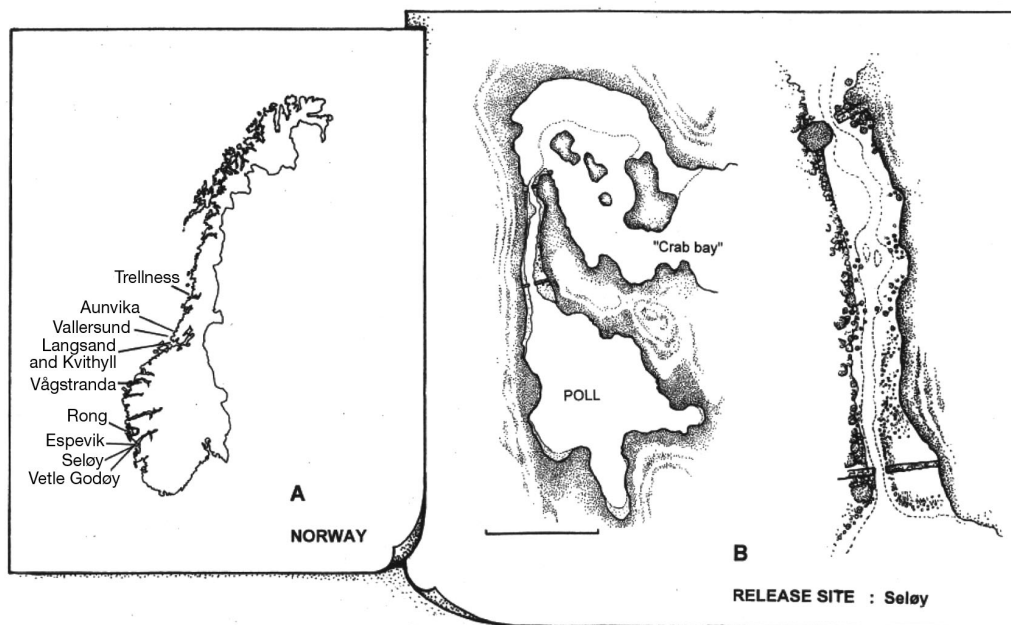 Trellness
Aunvika
Vallersund
Langsand
and Kvithyll
Vågstranda
Rong
Espevik
Seløy
Vetle Godøy
A
NORWAY
"Crab bay"
POLL
B
RELEASE SITE : Seløy